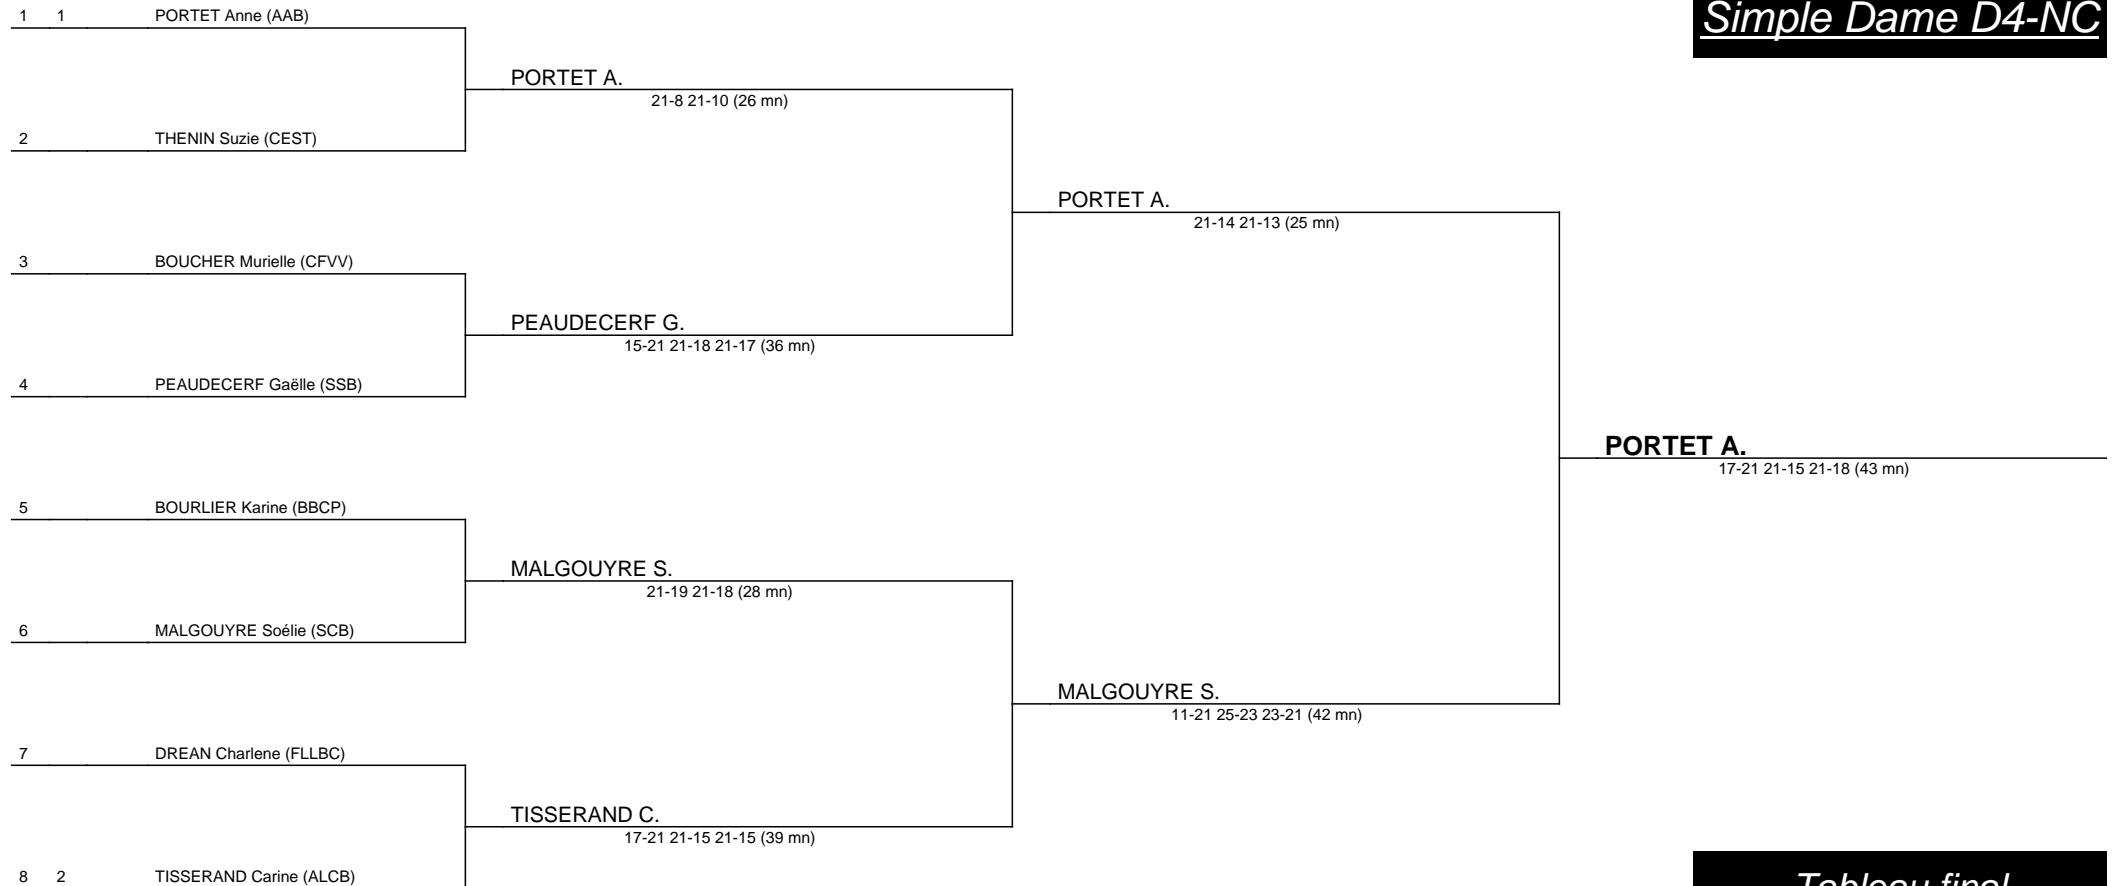 1 1 PORTET Anne (AAB)
Simple Dame D4-NC
PORTET A.
21-8 21-10 (26 mn)
2 THENIN Suzie (CEST)
PORTET A.
21-14 21-13 (25 mn)
3 BOUCHER Murielle (CFVV)
PEAUDECERF G.
15-21 21-18 21-17 (36 mn)
4 PEAUDECERF Gaëlle (SSB)
PORTET A.
17-21 21-15 21-18 (43 mn)
5 BOURLIER Karine (BBCP)
MALGOUYRE S.
21-19 21-18 (28 mn)
6 MALGOUYRE Soélie (SCB)
MALGOUYRE S.
11-21 25-23 23-21 (42 mn)
7 DREAN Charlene (FLLBC)
TISSERAND C.
17-21 21-15 21-15 (39 mn)
8 2 TISSERAND Carine (ALCB)
Tableau final